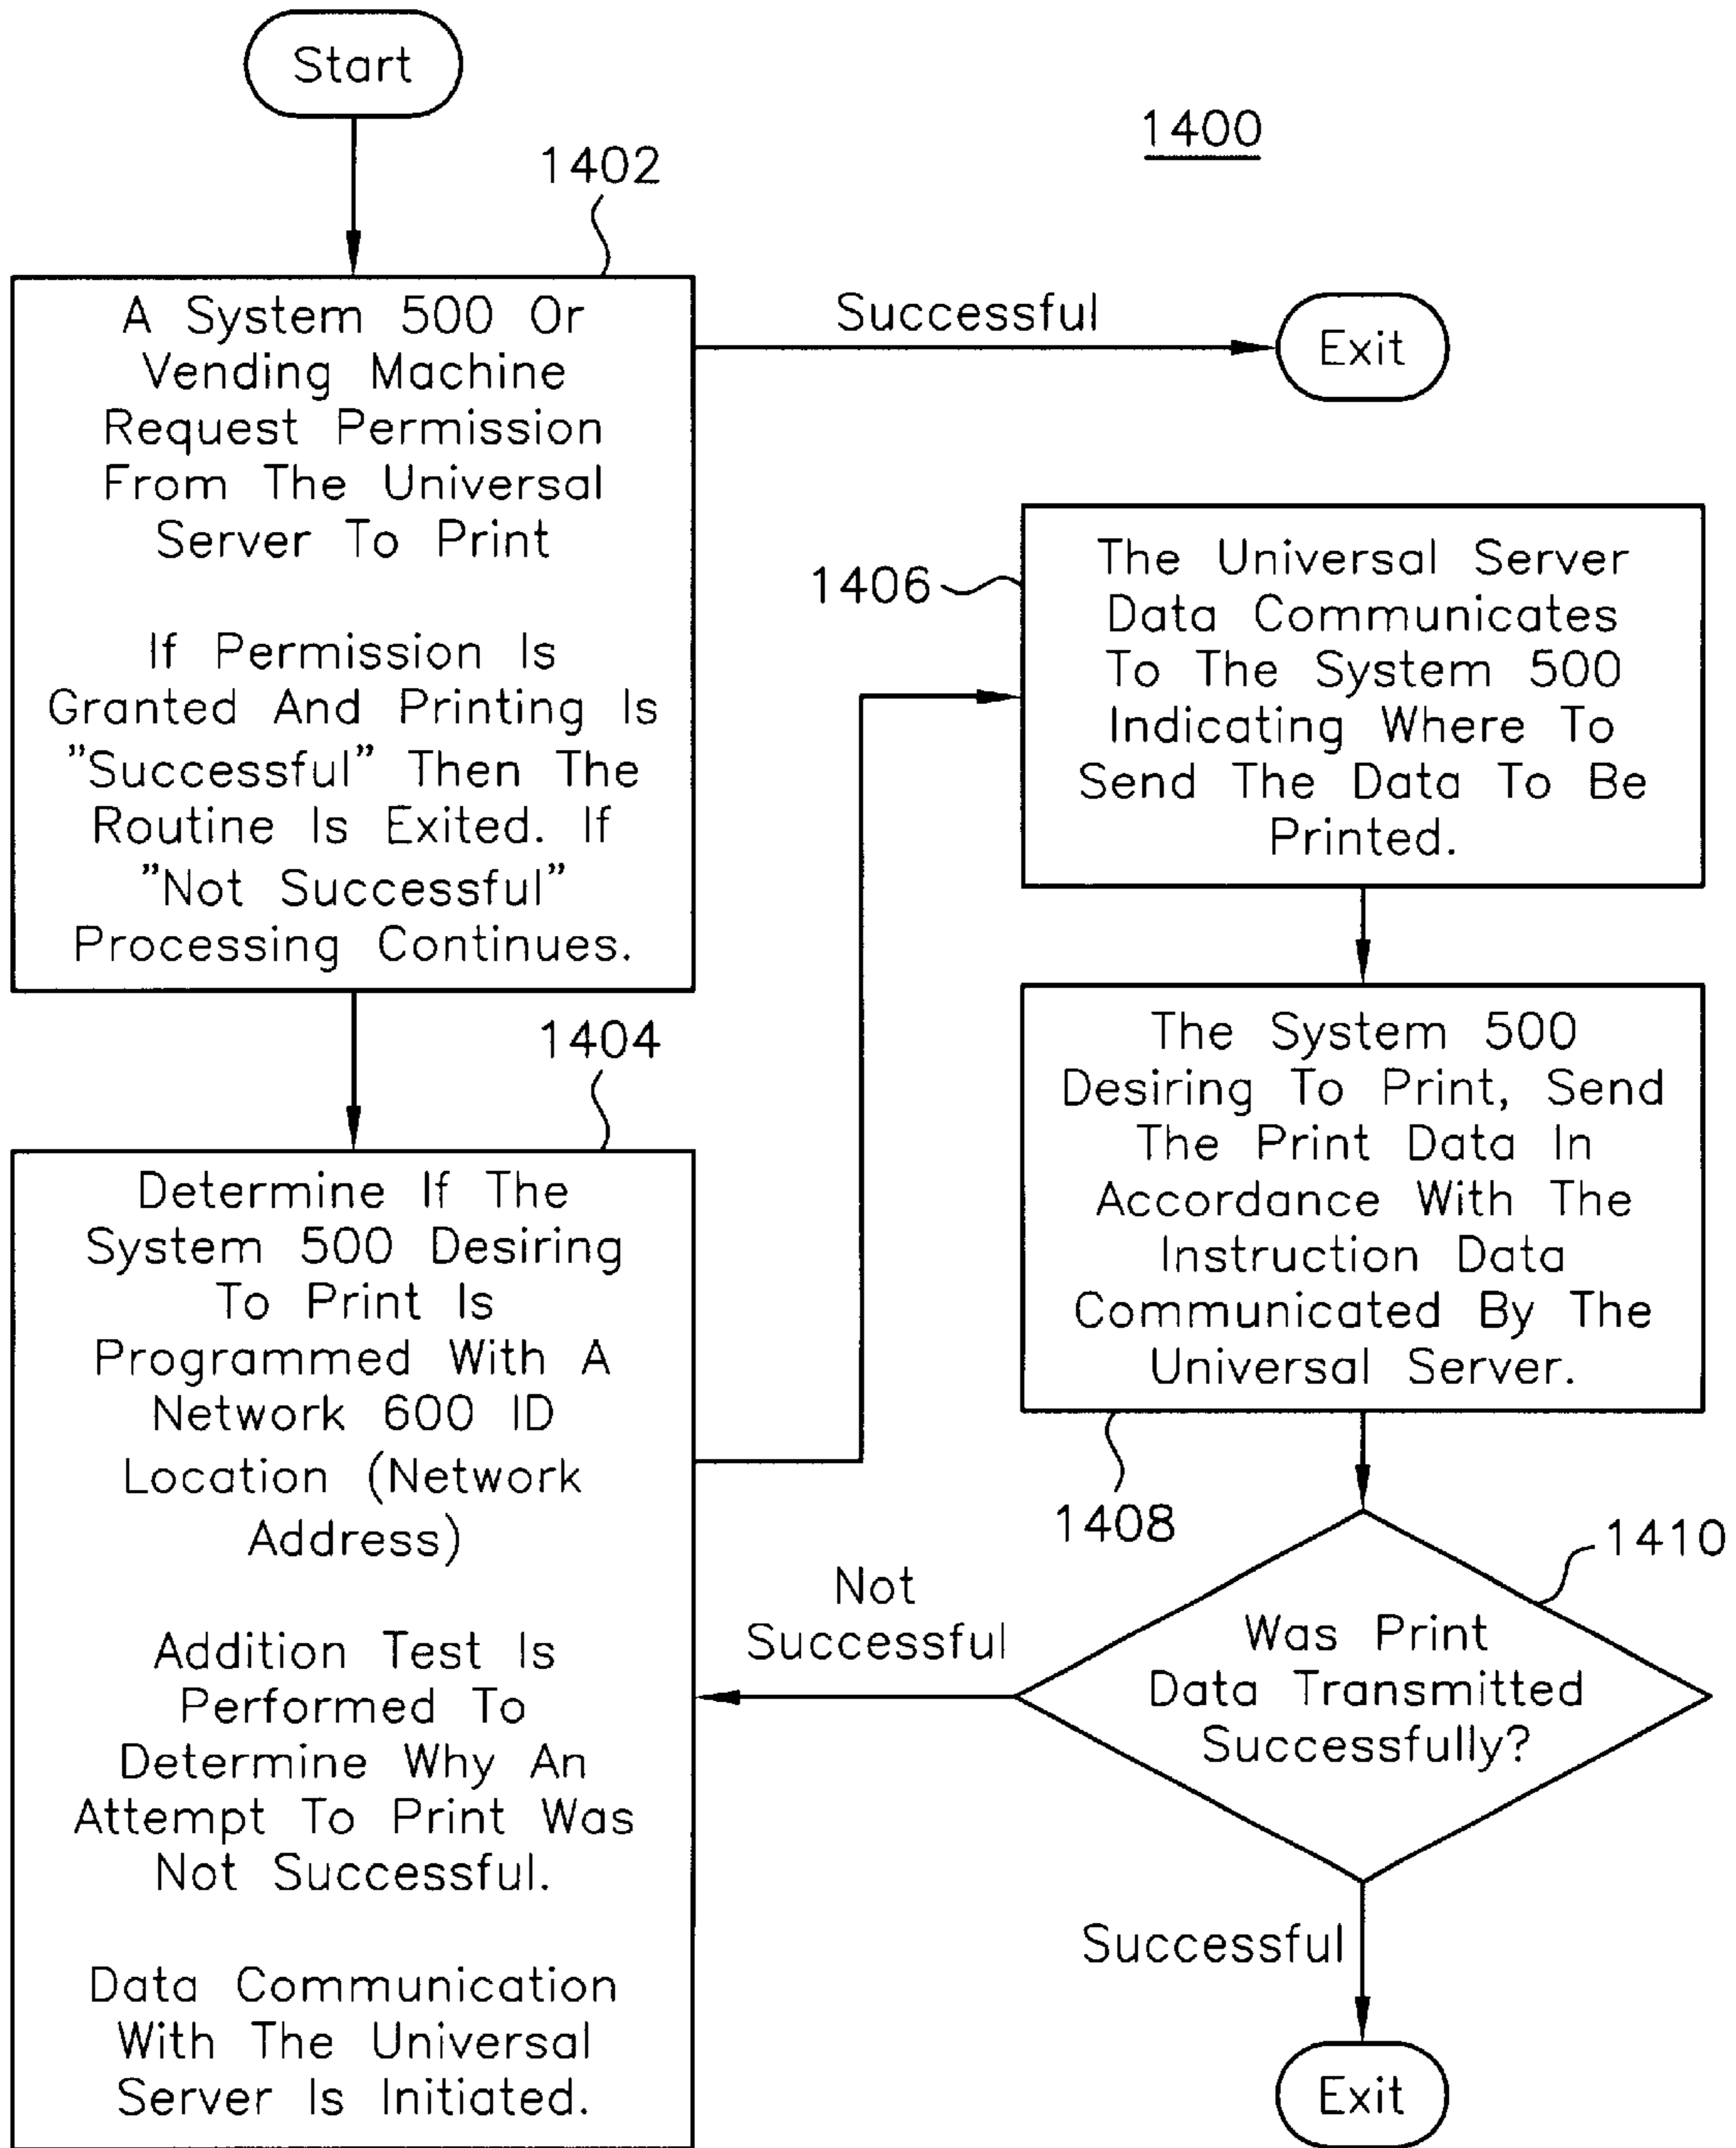 Start
1400
1402
A System 500 Or
Vending Machine
Request Permission
From The Universal
Server To Print
If Permission Is
Granted And Printing Is
"Successful" Then The
Routine Is Exited. If
"Not Successful"
Processing Continues.
Successful
Exit
1404
Determine If The
System 500 Desiring
To Print Is
Programmed With A
Network 600 ID
Location (Network
Address)
Addition Test Is
Performed To
Determine Why An
Attempt To Print Was
Not Successful.
Data Communication
With The Universal
Server Is Initiated.
1406
The Universal Server
Data Communicates
To The System 500
Indicating Where To
Send The Data To Be
Printed.
The System 500
Desiring To Print, Send
The Print Data In
Accordance With The
Instruction Data
Communicated By The
Universal Server.
1408
1410
Was Print
Data Transmitted
Successfully?
Not
Successful
Successful
Exit